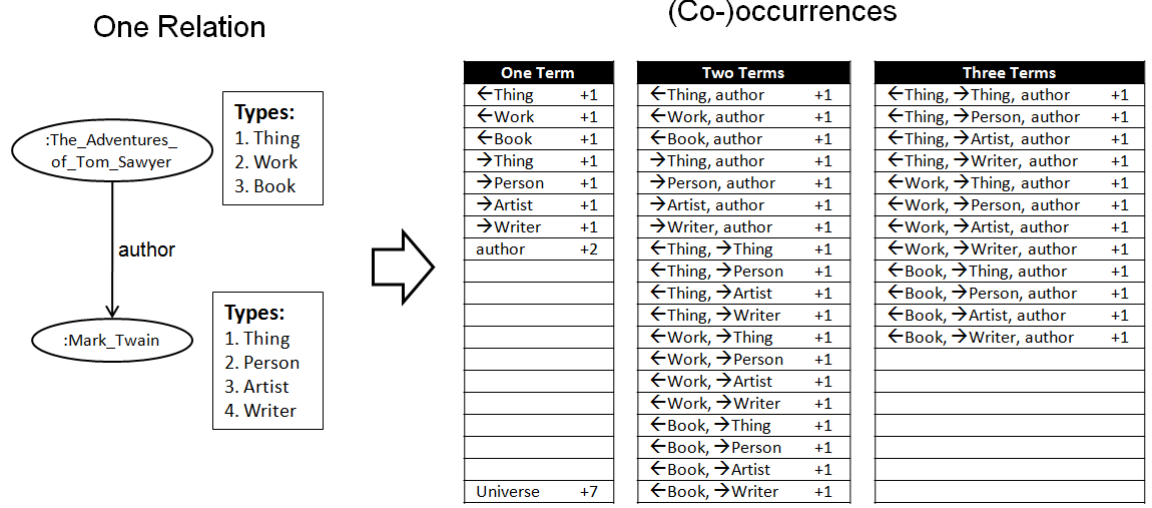 One Relation
(Co-)occurrences
:The_Adventures_
of_Tom_Sawyer
Types:
1. Thing
2. Work
3. Book
author
:Mark_Twain
Types:
1. Thing
2. Person
3. Artist
4. Writer
One Term
←Thing +1
←Work +1
←Book +1
→Thing +1
→Person +1
→Artist +1
→Writer +1
author +2
Universe +7
Two Terms
←Thing, author +1
←Work, author +1
←Book, author +1
→Thing, author +1
→Person, author +1
→Artist, author +1
→Writer, author +1
←Thing, →Thing +1
←Thing, →Person +1
←Thing, →Artist +1
←Thing, →Writer +1
←Work, →Thing +1
←Work, →Person +1
←Work, →Artist +1
←Work, →Writer +1
←Book, →Thing +1
←Book, →Person +1
←Book, →Artist +1
←Book, →Writer +1
Three Terms
←Thing, →Thing, author +1
←Thing, →Person, author +1
←Thing, →Artist, author +1
←Thing, →Writer, author +1
←Work, →Thing, author +1
←Work, →Person, author +1
←Work, →Artist, author +1
←Work, →Writer, author +1
←Book, →Thing, author +1
←Book, →Person, author +1
←Book, →Artist, author +1
←Book, →Writer, author +1